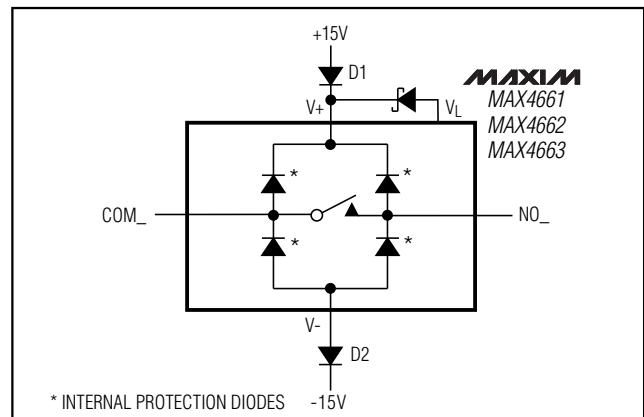 +15V
D1
MAXIM
V+
VL
MAX4661
MAX4662
MAX4663
*
*
COM_
NO_
*
*
V-
D2
* INTERNAL PROTECTION DIODES
-15V